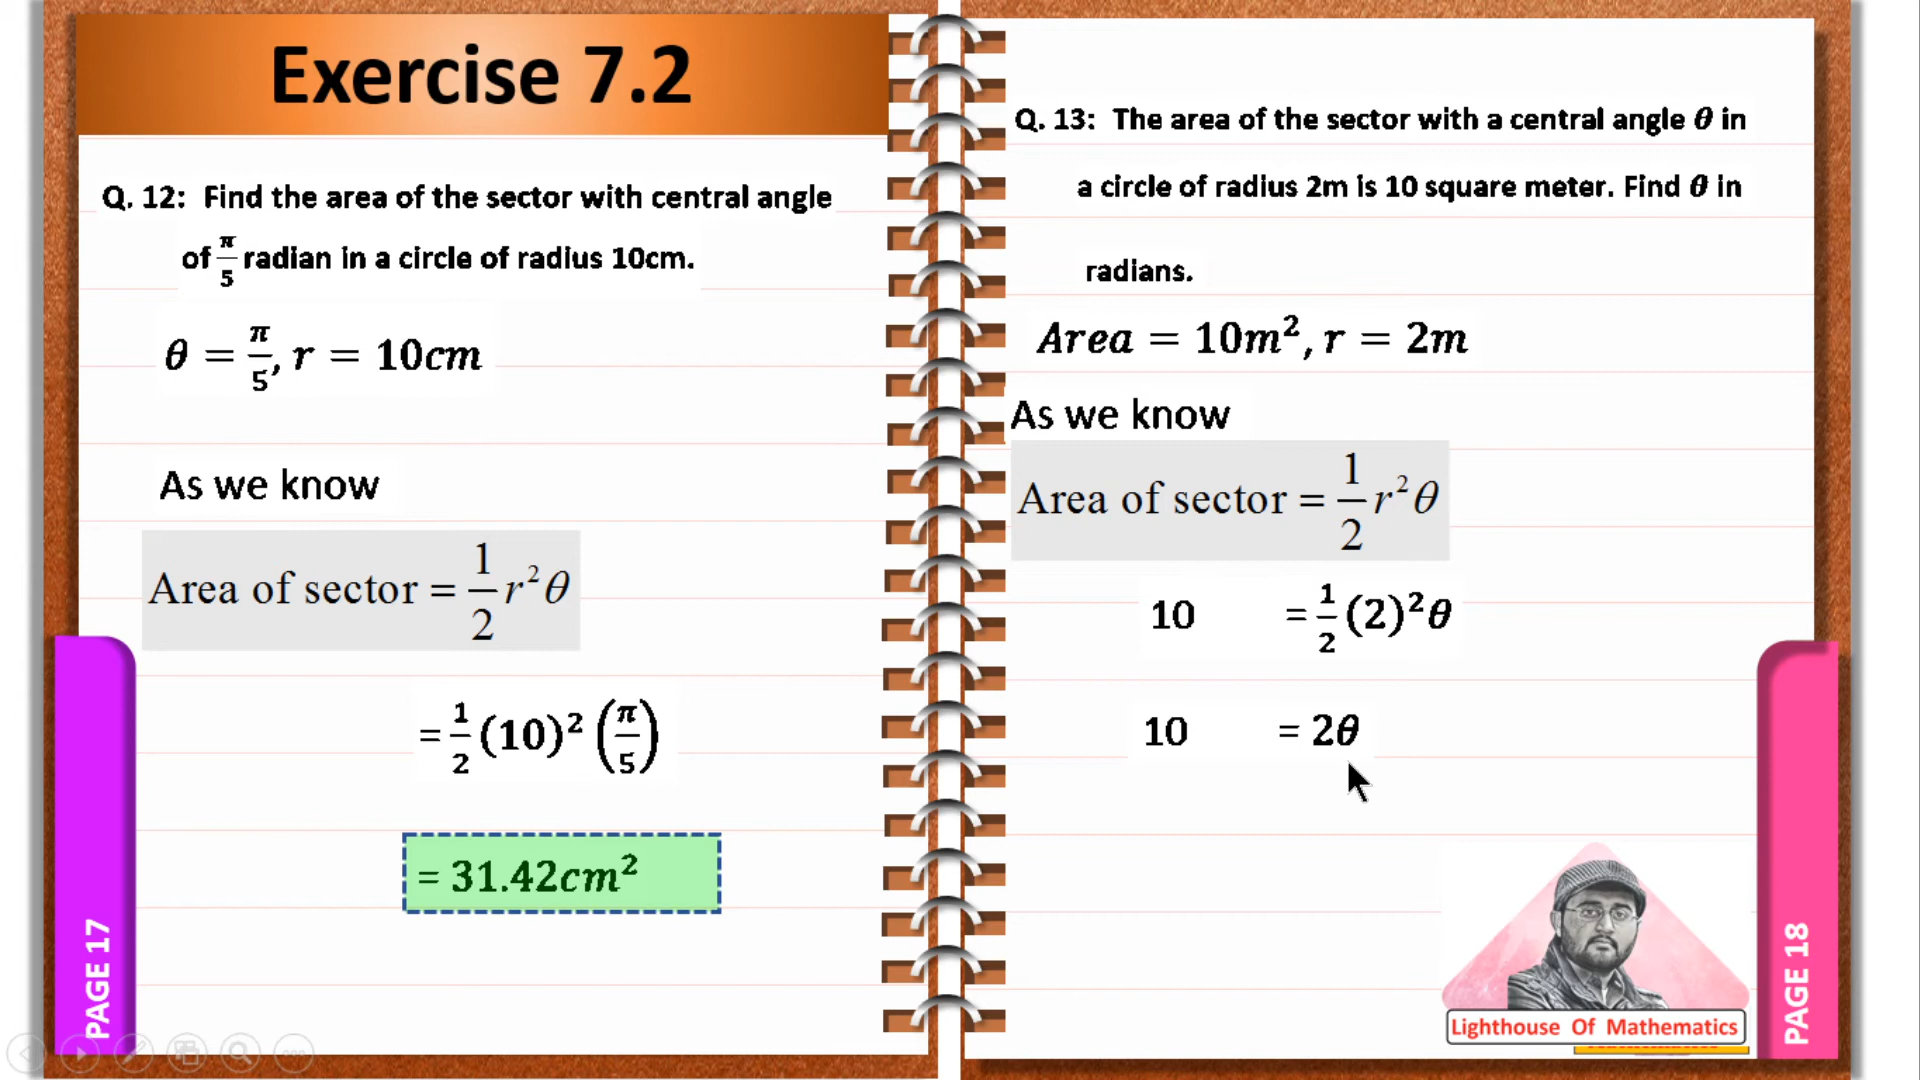 Exercise 7.2
Q. 12: Find the area of the sector with central angle
of π/5 radian in a circle of radius 10cm.
θ = π/5, r = 10cm
As we know
Area of sector = 1/2 r²θ
= 1/2 (10)² (π/5)
= 31.42cm²
PAGE 17
Q. 13: The area of the sector with a central angle θ in
a circle of radius 2m is 10 square meter. Find θ in
radians.
Area = 10m², r = 2m
As we know
Area of sector = 1/2 r²θ
10 = 1/2 (2)²θ
10 = 2θ
Lighthouse Of Mathematics
PAGE 18